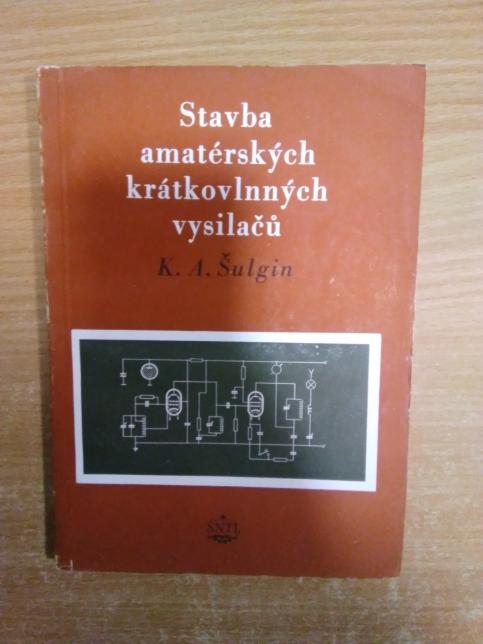 Stavba
amatérských
krátkovlnných
vysilačů
K. A. Šulgin
SNTL